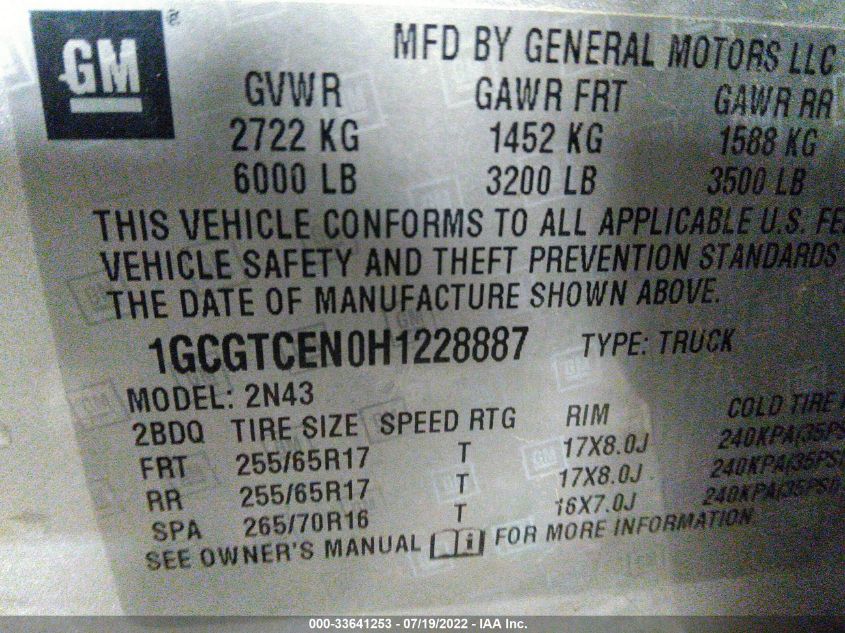 GM
MFD BY GENERAL MOTORS LLC
GVWR GAWR FRT GAWR RR
2722 KG 1452 KG 1588 KG
6000 LB 3200 LB 3500 LB
THIS VEHICLE CONFORMS TO ALL APPLICABLE U.S. FE
VEHICLE SAFETY AND THEFT PREVENTION STANDARDS
THE DATE OF MANUFACTURE SHOWN ABOVE.
1GCGTCEN0H1228887 TYPE: TRUCK
MODEL: 2N43
2BDQ TIRE SIZE SPEED RTG RIM COLD TIRE
FRT 255/65R17 T 17X8.0J 240KPA(35PS
RR 255/65R17 T 17X8.0J 240KPA(35PSI)
SPA 265/70R16 T 16X7.0J 240KPA(35PSI)
SEE OWNER'S MANUAL FOR MORE INFORMATION
000-33641253 - 07/19/2022 - IAA Inc.